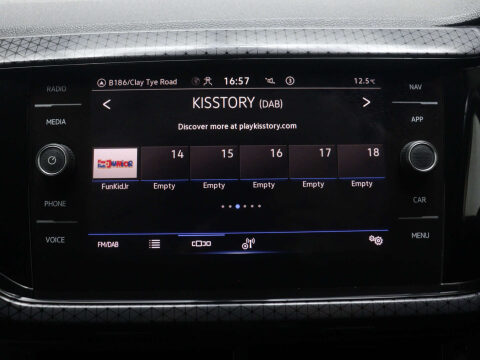 RADIO
MEDIA
PHONE
VOICE
B186/Clay Tye Road
16:57
3
12.5°C
KISSTORY (DAB)
Discover more at playkisstory.com
14 15 16 17 18
FunKidJr Empty Empty Empty Empty Empty
FM/DAB
NAV
APP
CAR
MENU